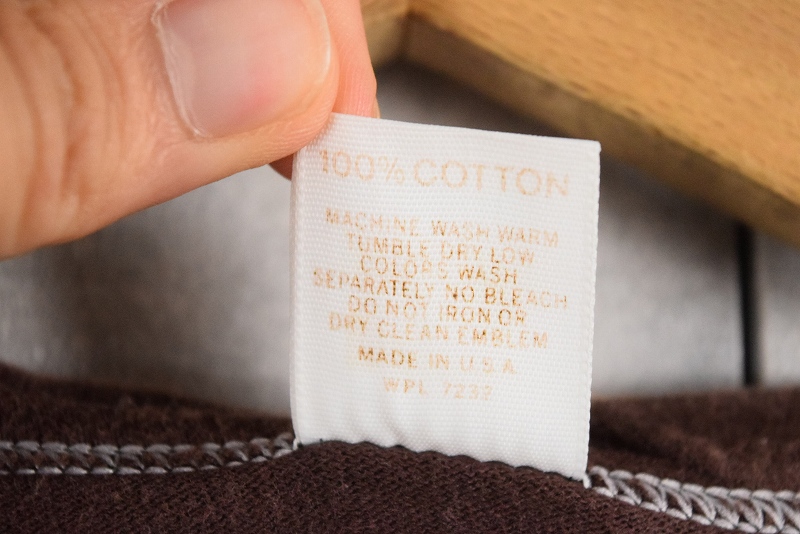 100% COTTON
MACHINE WASH WARM
TUMBLE DRY LOW
COLORS WASH
SEPARATELY NO BLEACH
DO NOT IRON OR
DRY CLEAN EMBLEM
MADE IN U.S.A.
WPL 7232